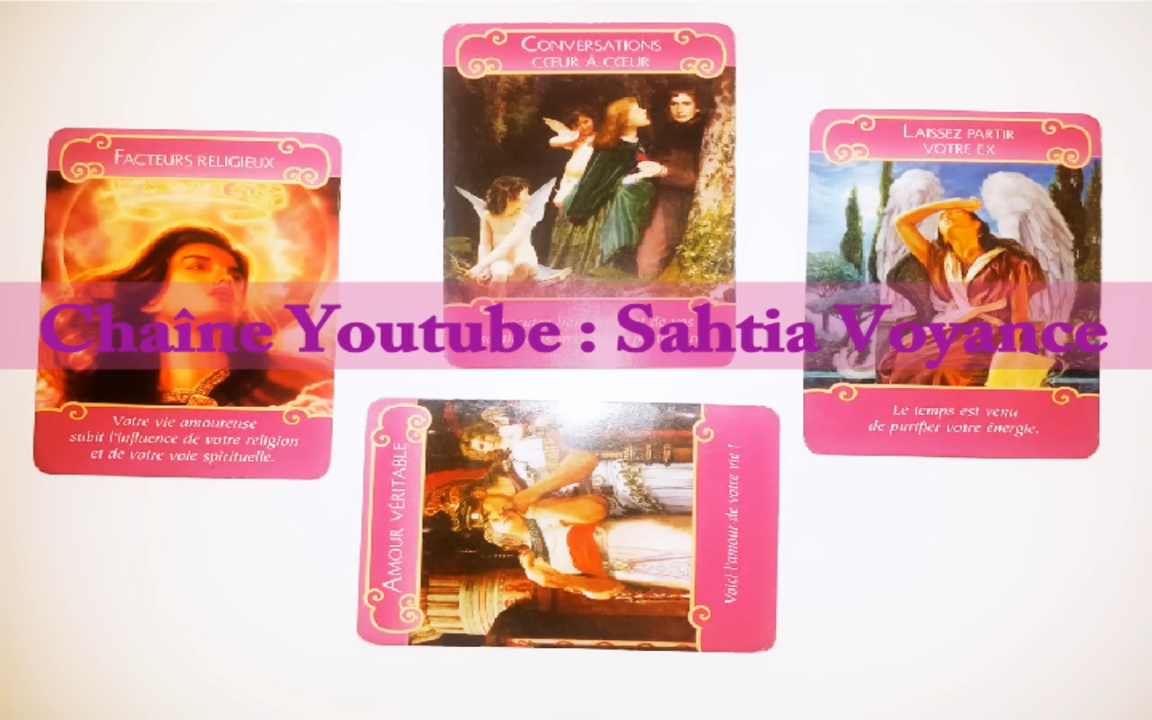 CONVERSATIONS
CŒUR À CŒUR
FACTEURS RELIGIEUX
LAISSEZ PARTIR
VOTRE EX
Chaîne Youtube : Sahtia Voyance
Votre vie amoureuse
subit l'influence de votre religion
et de votre voie spirituelle.
Le temps est venu
de purifier votre énergie.
AMOUR VÉRITABLE
Voici l'amour de votre vie !